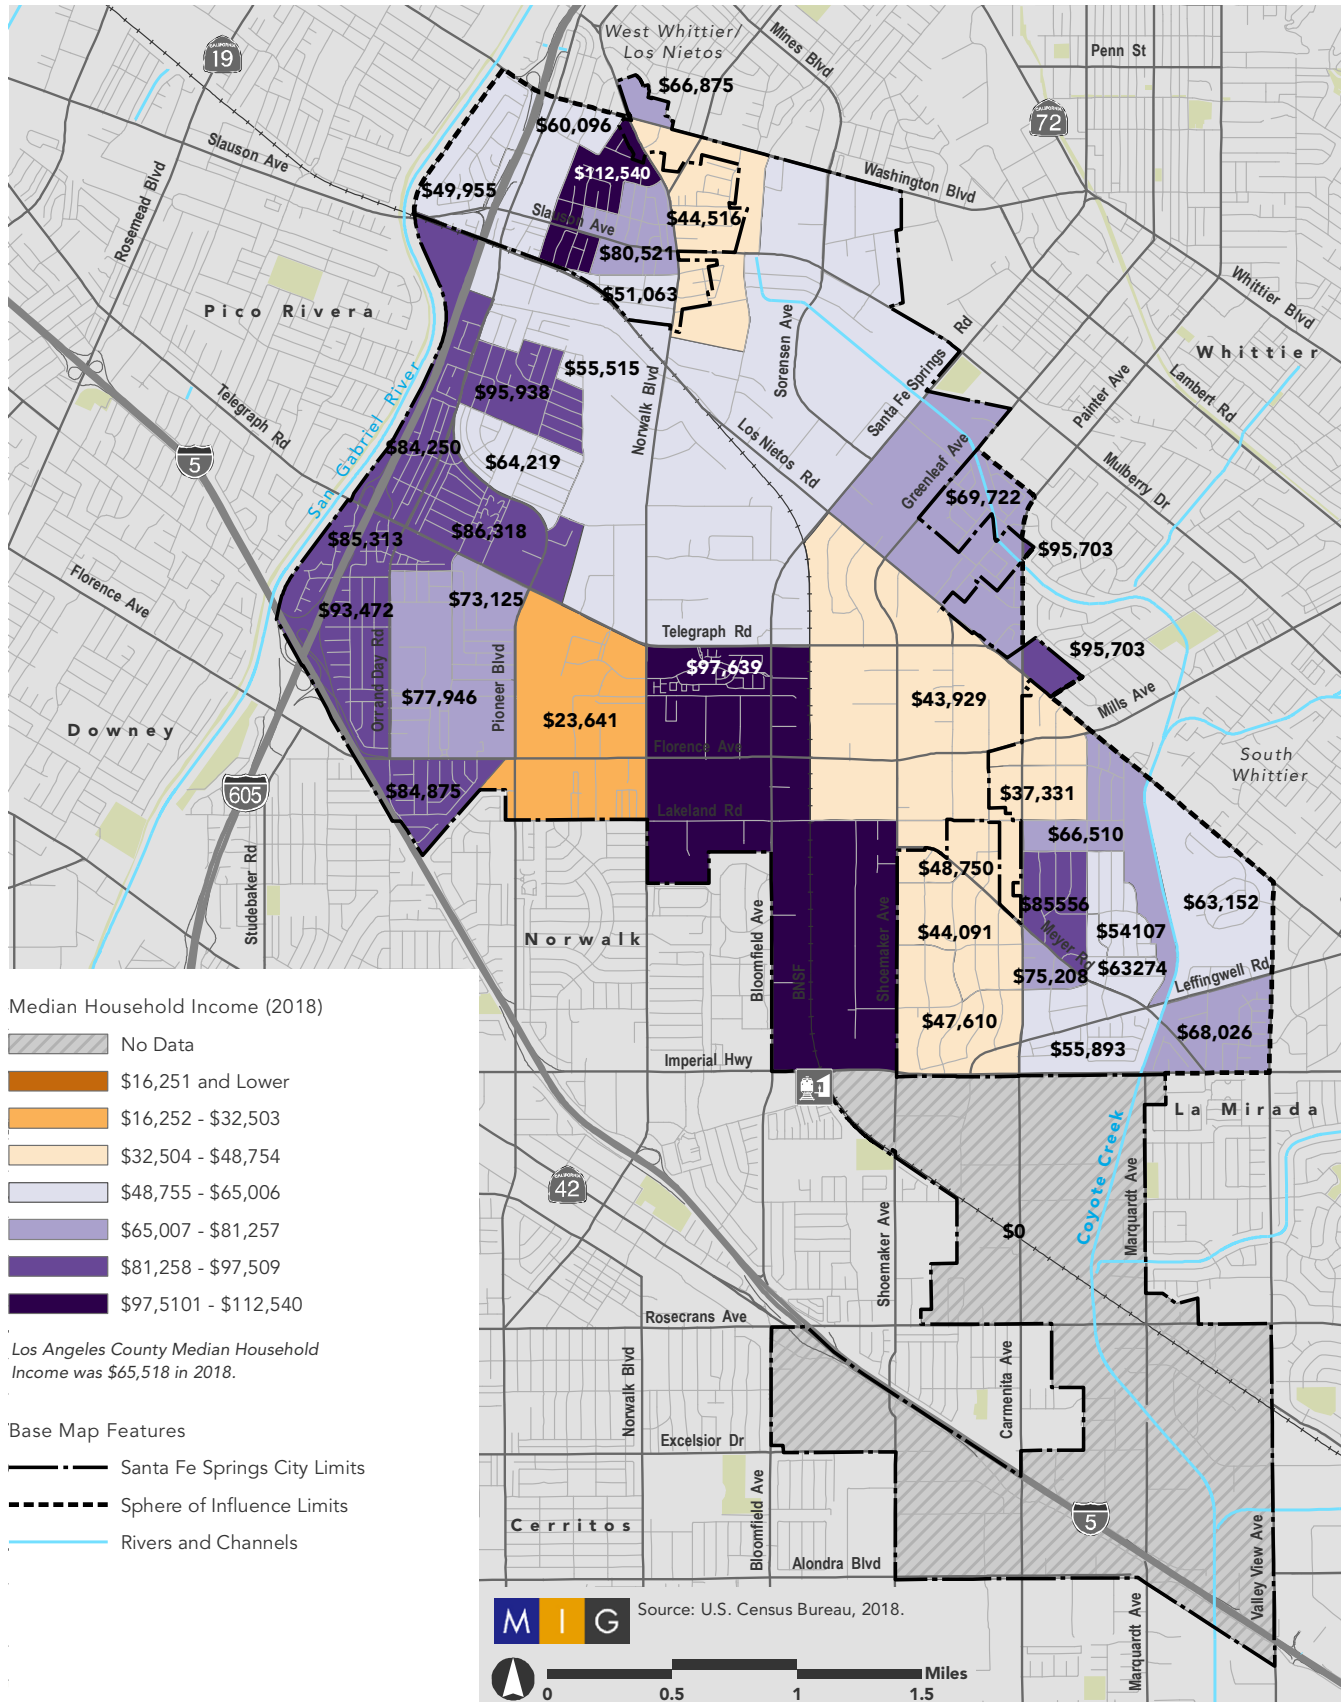 West Whittier/
Los Nietos
Mines Blvd
Penn St
CALIFORNIA
19
CALIFORNIA
72
$66,875
$60,096
Slauson Ave
Rosemead Blvd
$112,540
Washington Blvd
$49,955
Slauson Ave
$44,516
$80,521
$51,063
Whittier Blvd
Pico Rivera
Sorensen Ave
Santa Fe Springs Rd
Whittier
$55,515
$95,938
Norwalk Blvd
Painter Ave
Lambert Rd
Telegraph Rd
San Gabriel River
$84,250
$64,219
Los Nietos Rd
Greenleaf Ave
Mulberry Dr
5
$69,722
$86,318
$85,313
$95,703
Florence Ave
$73,125
$93,472
Telegraph Rd
$95,703
$97,639
Orr and Day Rd
Pioneer Blvd
$77,946
$23,641
$43,929
Mills Ave
Downey
Florence Ave
South
Whittier
605
$84,875
$37,331
Lakeland Rd
$66,510
Studebaker Rd
$48,750
$85556
$63,152
Norwalk
Bloomfield Ave
BNSF
Shoemaker Ave
$44,091
$54107
Meyer Rd
$75,208
$63274
Leffingwell Rd
$47,610
$68,026
Imperial Hwy
$55,893
Median Household Income (2018)
No Data
$16,251 and Lower
$16,252 - $32,503
$32,504 - $48,754
$48,755 - $65,006
$65,007 - $81,257
$81,258 - $97,509
$97,5101 - $112,540
Los Angeles County Median Household
Income was $65,518 in 2018.
Base Map Features
Santa Fe Springs City Limits
Sphere of Influence Limits
Rivers and Channels
La Mirada
Coyote Creek
Marquardt Ave
CALIFORNIA
42
Shoemaker Ave
$0
Rosecrans Ave
Norwalk Blvd
Carmenita Ave
Excelsior Dr
Bloomfield Ave
Cerritos
5
Valley View Ave
Alondra Blvd
Marquardt Ave
MIG
Source: U.S. Census Bureau, 2018.
Miles
0
0.5
1
1.5